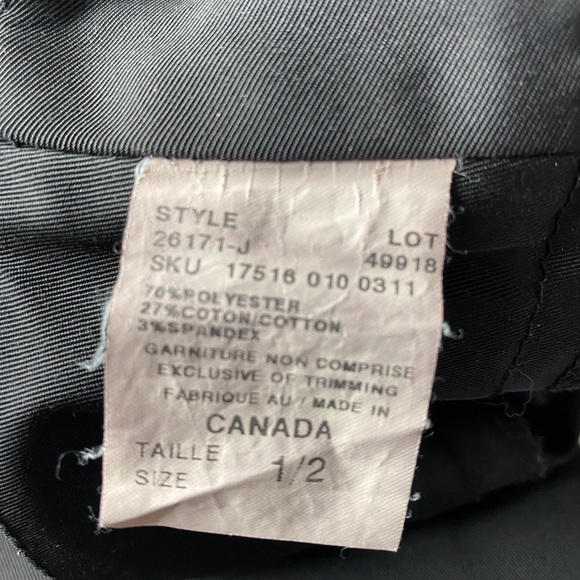 STYLE
26171-J LOT
SKU 17516 010 0311 49918
70%POLYESTER
27%COTON/COTTON
3%SPANDEX
GARNITURE NON COMPRISE
EXCLUSIVE OF TRIMMING
FABRIQUE AU / MADE IN
CANADA
TAILLE
SIZE 1/2